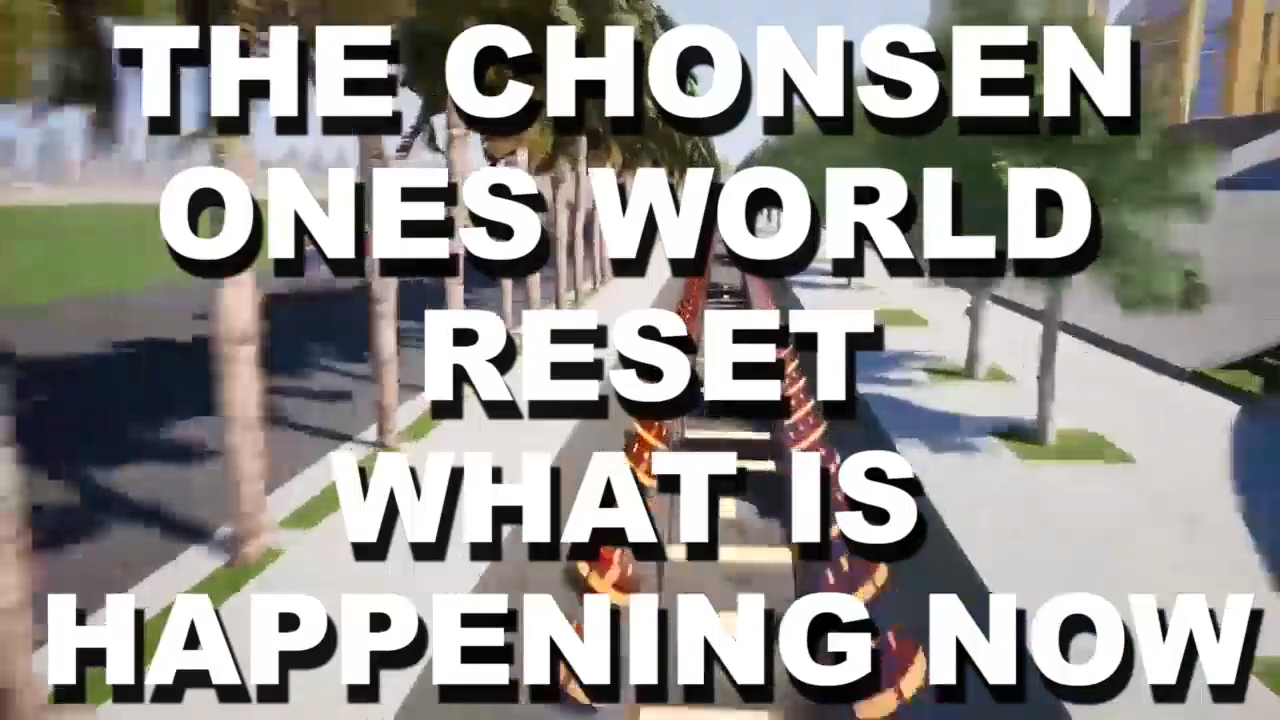 THE CHONSEN
ONES WORLD
RESET
WHAT IS
HAPPENING NOW